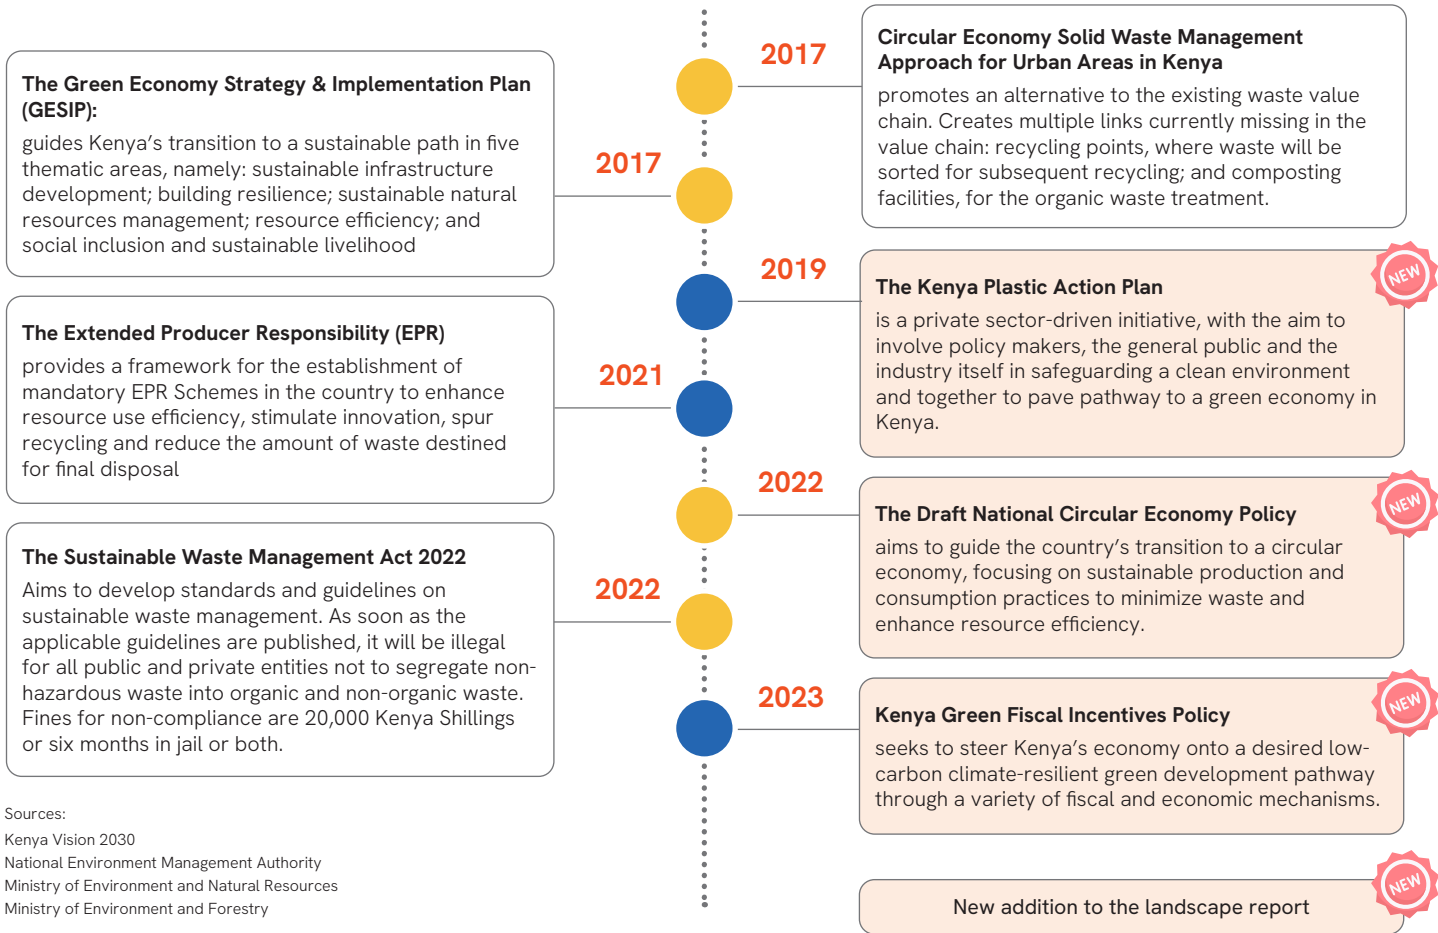 2017
Circular Economy Solid Waste Management
Approach for Urban Areas in Kenya
promotes an alternative to the existing waste value
chain. Creates multiple links currently missing in the
value chain: recycling points, where waste will be
sorted for subsequent recycling; and composting
facilities, for the organic waste treatment.
The Green Economy Strategy & Implementation Plan
(GESIP):
guides Kenya's transition to a sustainable path in five
thematic areas, namely: sustainable infrastructure
development; building resilience; sustainable natural
resources management; resource efficiency; and
social inclusion and sustainable livelihood
2017
2019
NEW
The Kenya Plastic Action Plan
is a private sector-driven initiative, with the aim to
involve policy makers, the general public and the
industry itself in safeguarding a clean environment
and together to pave pathway to a green economy in
Kenya.
The Extended Producer Responsibility (EPR)
provides a framework for the establishment of
mandatory EPR Schemes in the country to enhance
resource use efficiency, stimulate innovation, spur
recycling and reduce the amount of waste destined
for final disposal
2021
2022
NEW
The Draft National Circular Economy Policy
aims to guide the country's transition to a circular
economy, focusing on sustainable production and
consumption practices to minimize waste and
enhance resource efficiency.
The Sustainable Waste Management Act 2022
Aims to develop standards and guidelines on
sustainable waste management. As soon as the
applicable guidelines are published, it will be illegal
for all public and private entities not to segregate non-
hazardous waste into organic and non-organic waste.
Fines for non-compliance are 20,000 Kenya Shillings
or six months in jail or both.
2022
2023
NEW
Kenya Green Fiscal Incentives Policy
seeks to steer Kenya's economy onto a desired low-
carbon climate-resilient green development pathway
through a variety of fiscal and economic mechanisms.
Sources:
Kenya Vision 2030
National Environment Management Authority
Ministry of Environment and Natural Resources
Ministry of Environment and Forestry
NEW
New addition to the landscape report